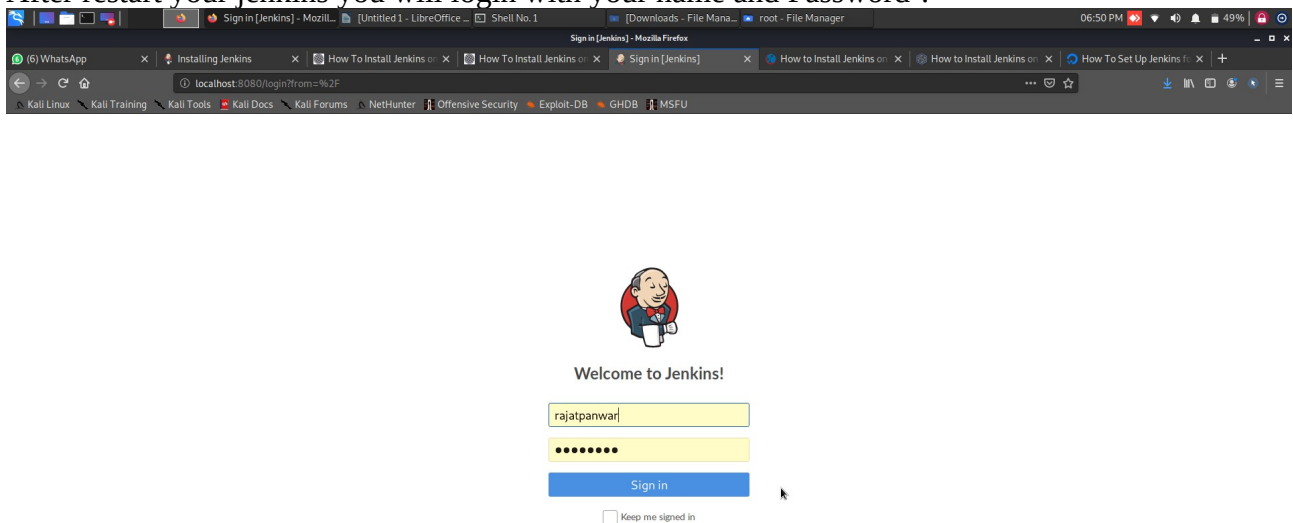 After restart your jenkins you will login with your name and Password .
Sign in [Jenkins] - Mozill... [Untitled 1 - LibreOffice ... Shell No. 1 [Downloads - File Mana... root - File Manager 06:50 PM 49%
Sign in [Jenkins] - Mozilla Firefox
(6) WhatsApp Installing Jenkins How To Install Jenkins on How To Install Jenkins on Sign in [Jenkins] How to Install Jenkins on How to Install Jenkins on How To Set Up Jenkins fo
localhost:8080/login?from=%2F
Kali Linux Kali Training Kali Tools Kali Docs Kali Forums NetHunter Offensive Security Exploit-DB GHDB MSFU
Welcome to Jenkins!
rajatpanwar
Sign in
Keep me signed in